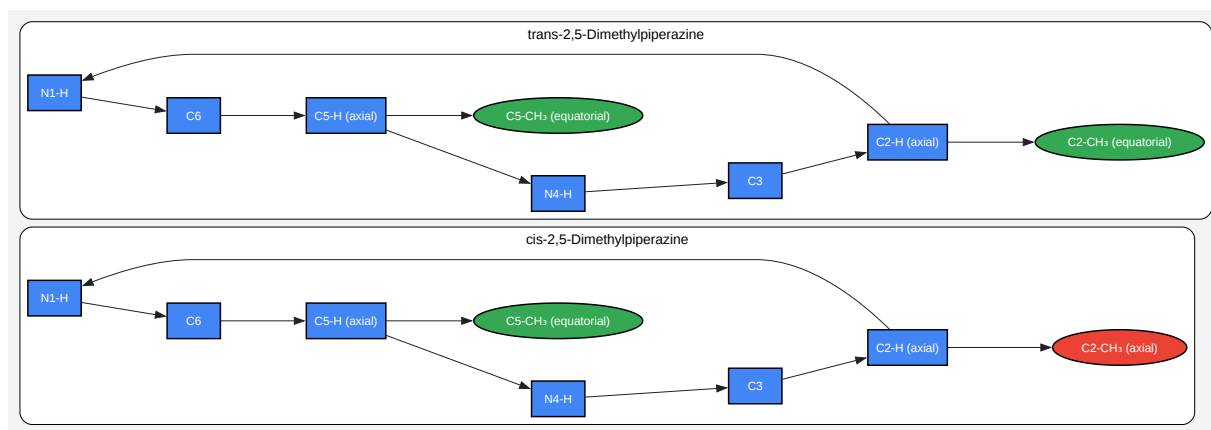 trans-2,5-Dimethylpiperazine
N1-H
C6
C5-H (axial)
C5-CH₃ (equatorial)
N4-H
C3
C2-H (axial)
C2-CH₃ (equatorial)
cis-2,5-Dimethylpiperazine
N1-H
C6
C5-H (axial)
C5-CH₃ (equatorial)
N4-H
C3
C2-H (axial)
C2-CH₃ (axial)